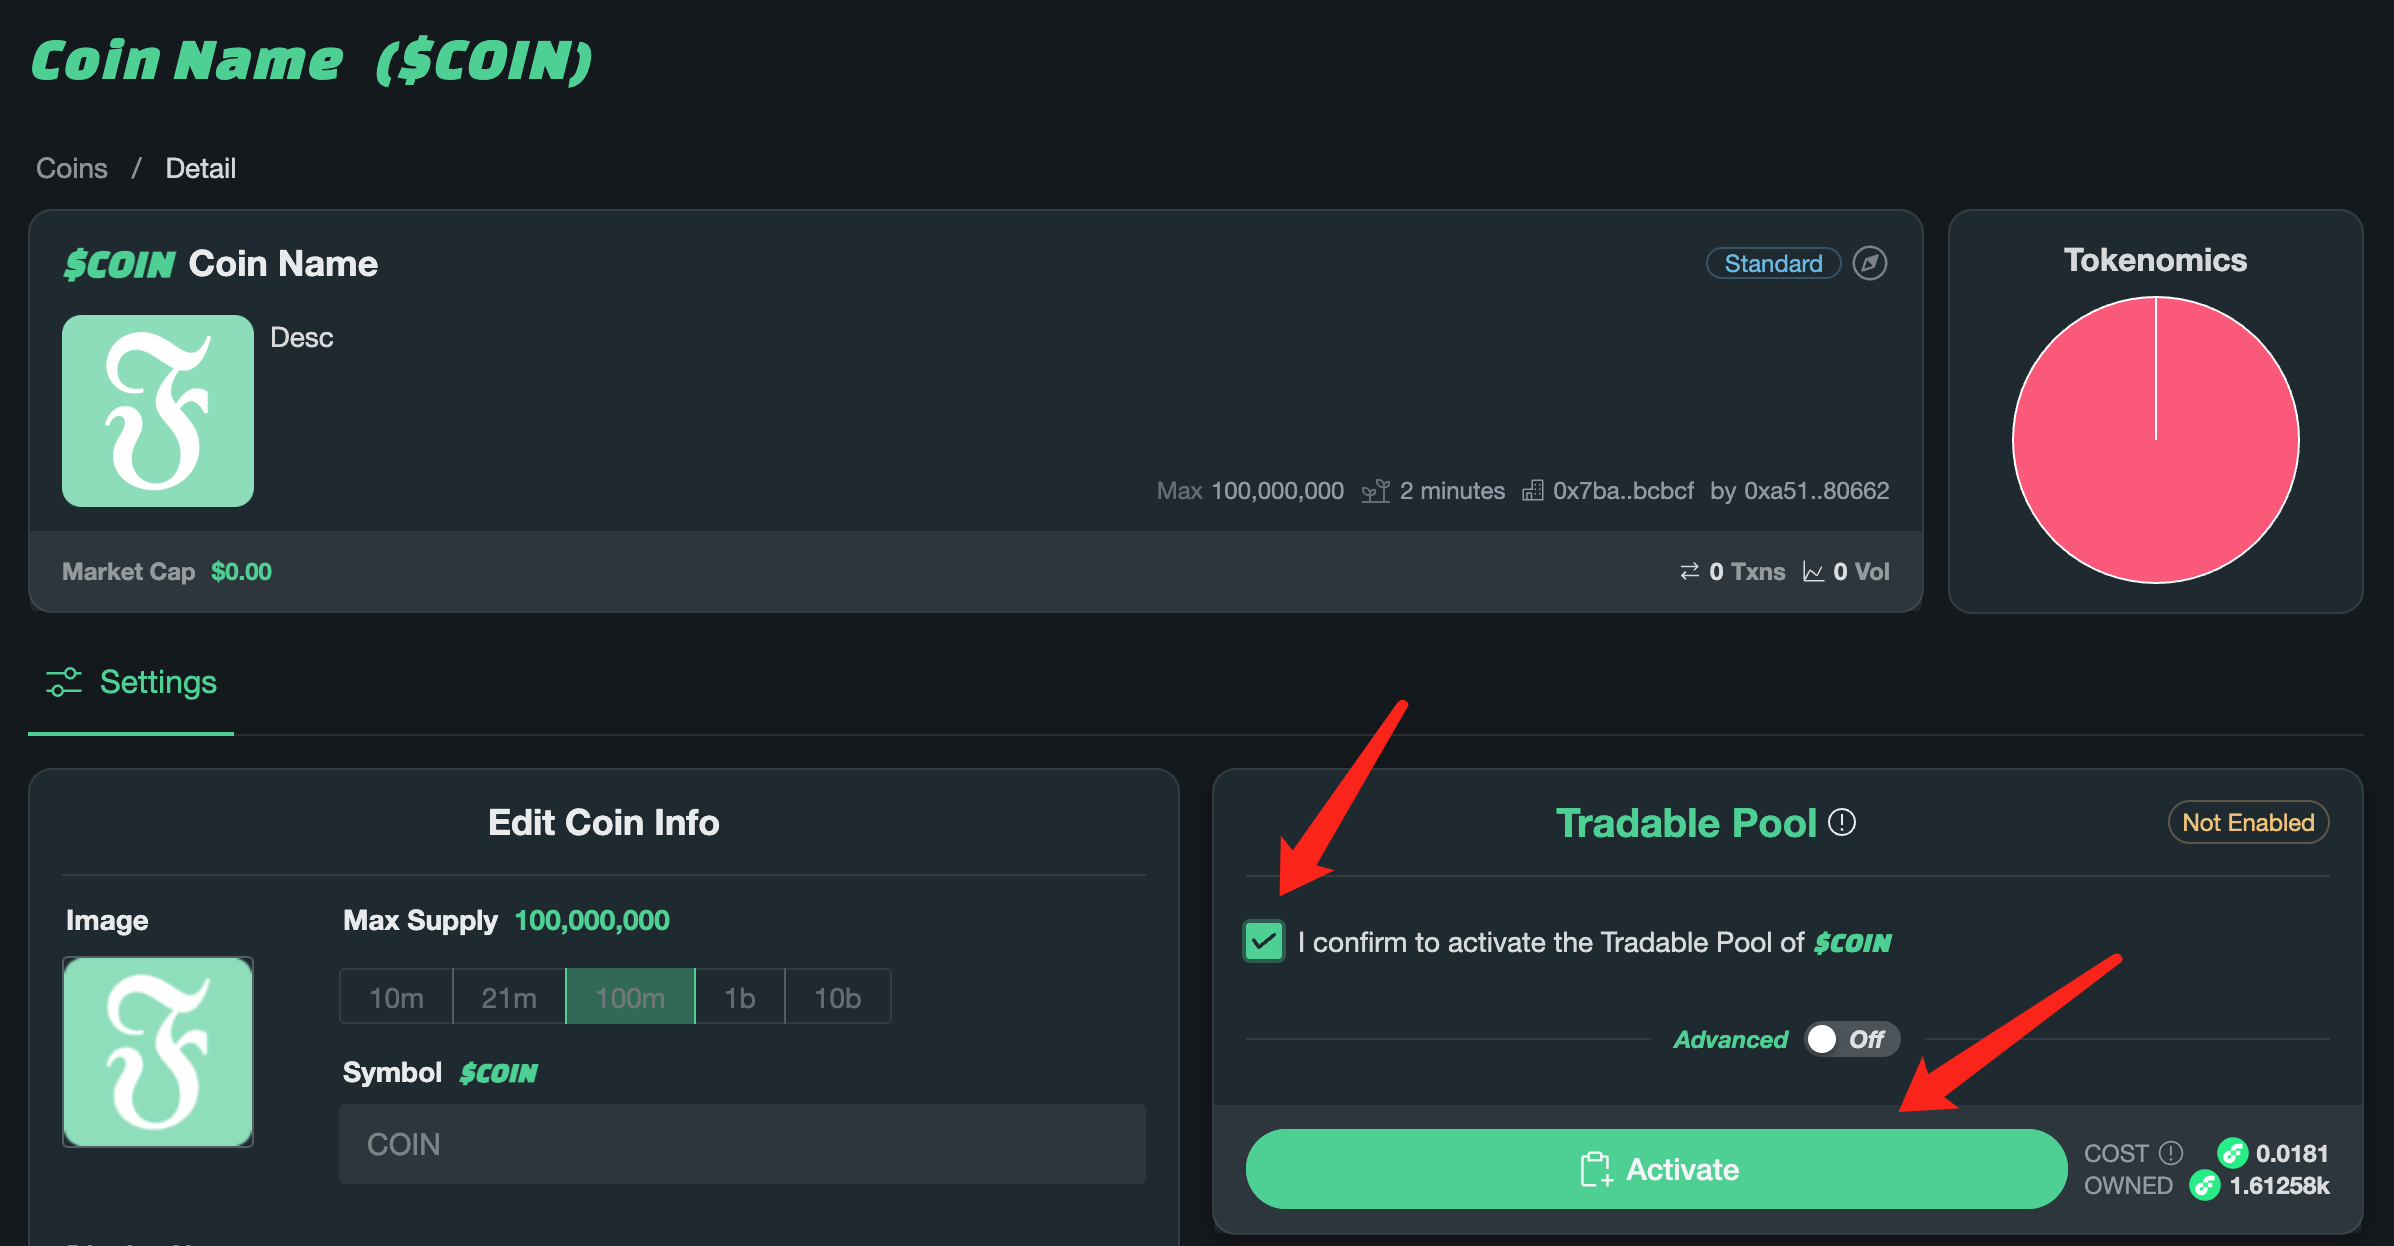 Coin Name ($COIN)
Coins / Detail
$COIN Coin Name
Standard
Desc
Max 100,000,000 2 minutes 0x7ba..bcbcf by 0xa51..80662
Market Cap $0.00
0 Txns 0 Vol
Tokenomics
Settings
Edit Coin Info
Image
Max Supply 100,000,000
10m 21m 100m 1b 10b
Symbol $COIN
COIN
Tradable Pool
Not Enabled
I confirm to activate the Tradable Pool of $COIN
Advanced Off
Activate
COST 0.0181
OWNED 1.61258k